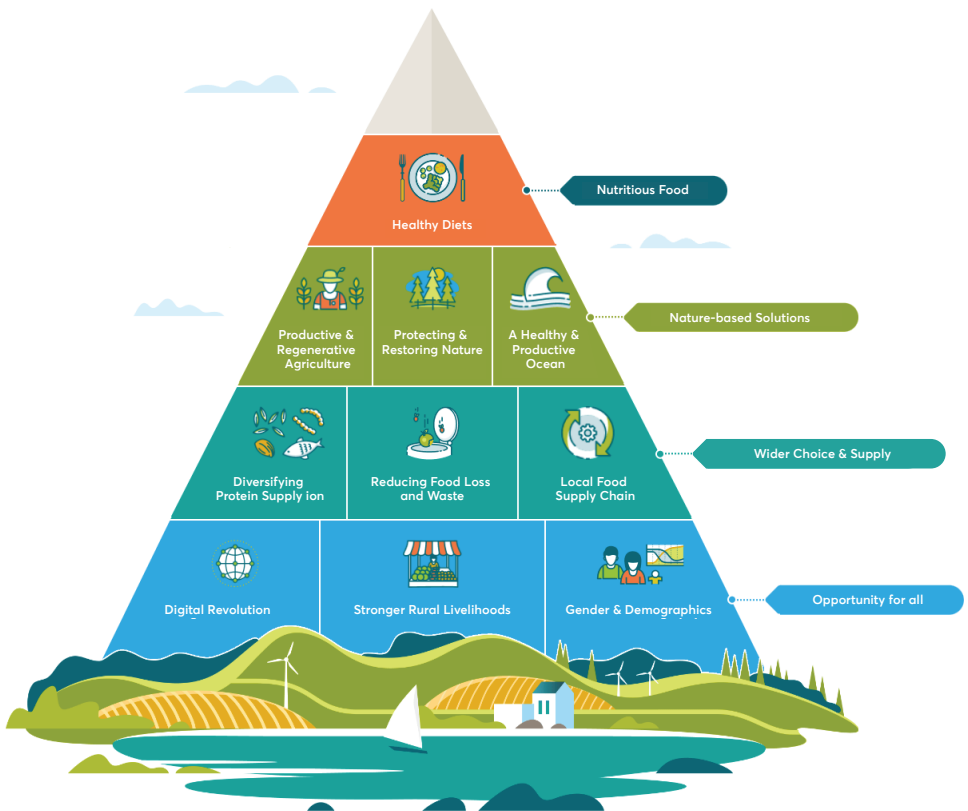 Healthy Diets
Nutritious Food
Productive &
Regenerative
Agriculture
Protecting &
Restoring Nature
A Healthy &
Productive
Ocean
Nature-based Solutions
Diversifying
Protein Supply ion
Reducing Food Loss
and Waste
Local Food
Supply Chain
Wider Choice & Supply
Digital Revolution
Stronger Rural Livelihoods
Gender & Demographics
Opportunity for all